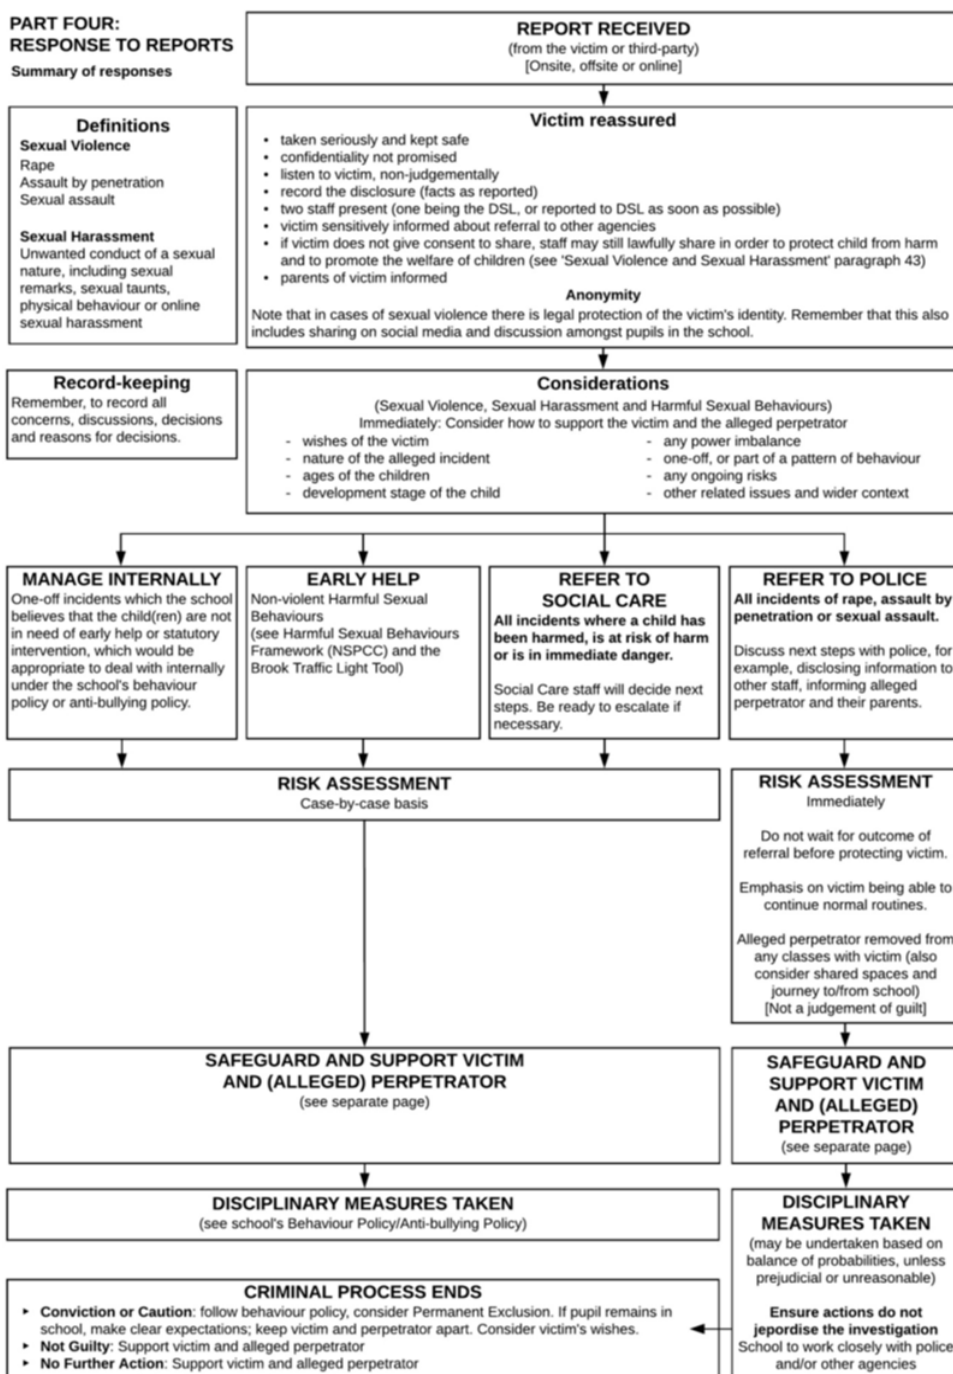 PART FOUR:
RESPONSE TO REPORTS
Summary of responses
REPORT RECEIVED
(from the victim or third-party)
[Onsite, offsite or online]
Definitions
Sexual Violence
Rape
Assault by penetration
Sexual assault
Sexual Harassment
Unwanted conduct of a sexual
nature, including sexual
remarks, sexual taunts,
physical behaviour or online
sexual harassment
Victim reassured
• taken seriously and kept safe
• confidentiality not promised
• listen to victim, non-judgementally
• record the disclosure (facts as reported)
• two staff present (one being the DSL, or reported to DSL as soon as possible)
• victim sensitively informed about referral to other agencies
• if victim does not give consent to share, staff may still lawfully share in order to protect child from harm
and to promote the welfare of children (see 'Sexual Violence and Sexual Harassment' paragraph 43)
• parents of victim informed
Anonymity
Note that in cases of sexual violence there is legal protection of the victim's identity. Remember that this also
includes sharing on social media and discussion amongst pupils in the school.
Record-keeping
Remember, to record all
concerns, discussions, decisions
and reasons for decisions.
Considerations
(Sexual Violence, Sexual Harassment and Harmful Sexual Behaviours)
Immediately: Consider how to support the victim and the alleged perpetrator
- wishes of the victim
- nature of the alleged incident
- ages of the children
- development stage of the child
- any power imbalance
- one-off, or part of a pattern of behaviour
- any ongoing risks
- other related issues and wider context
MANAGE INTERNALLY
One-off incidents which the school
believes that the child(ren) are not
in need of early help or statutory
intervention, which would be
appropriate to deal with internally
under the school's behaviour
policy or anti-bullying policy.
EARLY HELP
Non-violent Harmful Sexual
Behaviours
(see Harmful Sexual Behaviours
Framework (NSPCC) and the
Brook Traffic Light Tool)
REFER TO
SOCIAL CARE
All incidents where a child has
been harmed, is at risk of harm
or is in immediate danger.
Social Care staff will decide next
steps. Be ready to escalate if
necessary.
REFER TO POLICE
All incidents of rape, assault by
penetration or sexual assault.
Discuss next steps with police, for
example, disclosing information to
other staff, informing alleged
perpetrator and their parents.
RISK ASSESSMENT
Case-by-case basis
RISK ASSESSMENT
Immediately
Do not wait for outcome of
referral before protecting victim.
Emphasis on victim being able to
continue normal routines.
Alleged perpetrator removed from
any classes with victim (also
consider shared spaces and
journey to/from school)
[Not a judgement of guilt]
SAFEGUARD AND SUPPORT VICTIM
AND (ALLEGED) PERPETRATOR
(see separate page)
SAFEGUARD AND
SUPPORT VICTIM
AND (ALLEGED)
PERPETRATOR
(see separate page)
DISCIPLINARY MEASURES TAKEN
(see school's Behaviour Policy/Anti-bullying Policy)
DISCIPLINARY
MEASURES TAKEN
(may be undertaken based on
balance of probabilities, unless
prejudicial or unreasonable)
Ensure actions do not
jepordise the investigation
School to work closely with police
and/or other agencies
CRIMINAL PROCESS ENDS
‣ Conviction or Caution: follow behaviour policy, consider Permanent Exclusion. If pupil remains in
school, make clear expectations; keep victim and perpetrator apart. Consider victim's wishes.
‣ Not Guilty: Support victim and alleged perpetrator
‣ No Further Action: Support victim and alleged perpetrator